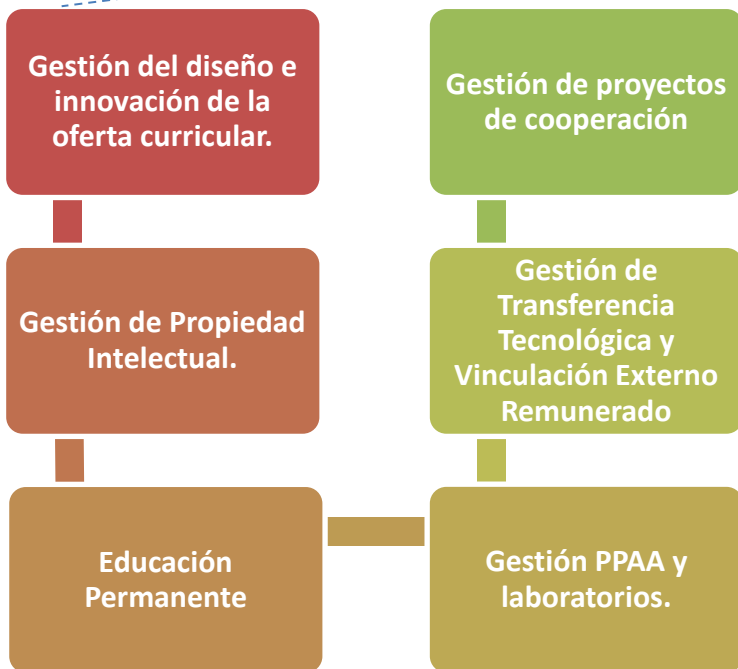 Gestión del diseño e
innovación de la
oferta curricular.
Gestión de Propiedad
Intelectual.
Educación
Permanente
Gestión PPAA y
laboratorios.
Gestión de
Transferencia
Tecnológica y
Vinculación Externo
Remunerado
Gestión de proyectos
de cooperación